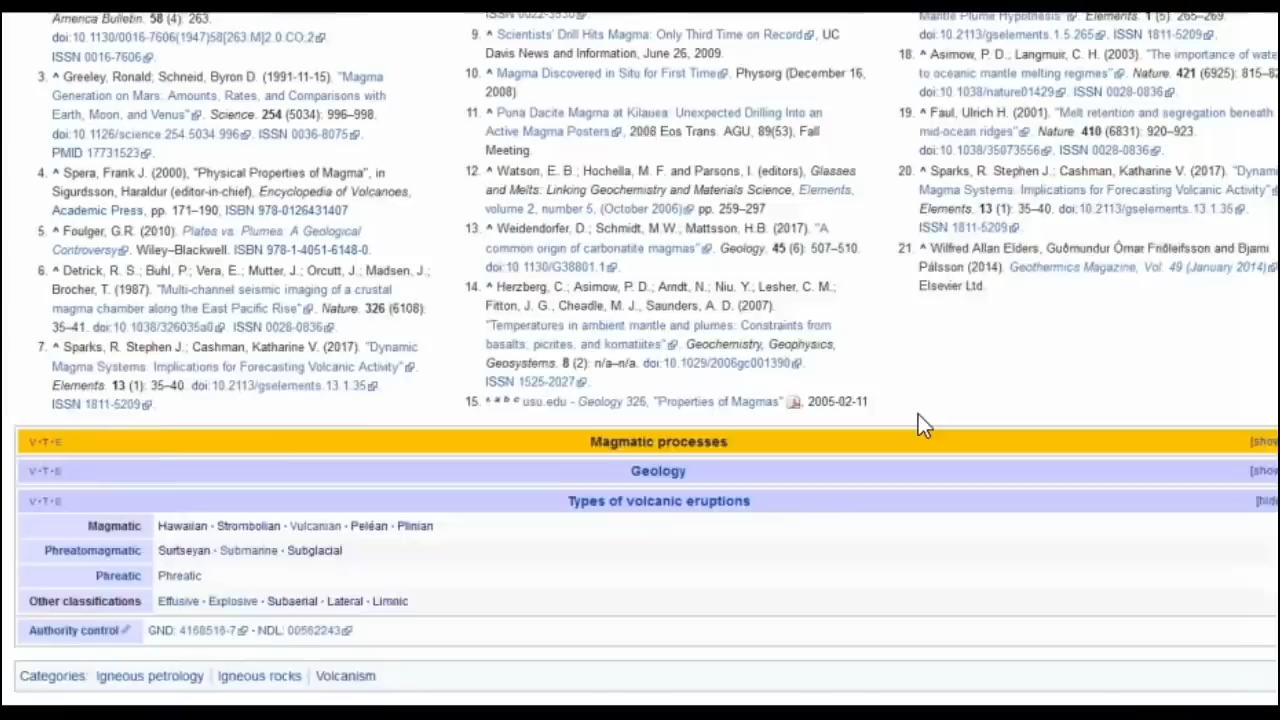 America Bulletin. 58 (4): 263.
doi:10.1130/0016-7606(1947)58[263:M]2.0.CO;2.
ISSN 0016-7606.
3. ^ Greeley, Ronald; Schneid, Byron D. (1991-11-15). "Magma
Generation on Mars: Amounts, Rates, and Comparisons with
Earth, Moon, and Venus". Science. 254 (5034): 996–998.
doi:10.1126/science.254.5034.996. ISSN 0036-8075.
PMID 17731523.
4. ^ Spera, Frank J. (2000), "Physical Properties of Magma", in
Sigurdsson, Haraldur (editor-in-chief), Encyclopedia of Volcanoes,
Academic Press, pp. 171–190, ISBN 978-0126431407
5. ^ Foulger, G.R. (2010). Plates vs. Plumes: A Geological
Controversy. Wiley–Blackwell. ISBN 978-1-4051-6148-0.
6. ^ Detrick, R. S.; Buhl, P.; Vera, E.; Mutter, J.; Orcutt, J.; Madsen, J.;
Brocher, T. (1987). "Multi-channel seismic imaging of a crustal
magma chamber along the East Pacific Rise". Nature. 326 (6108):
35–41. doi:10.1038/326035a0. ISSN 0028-0836.
7. ^ Sparks, R. Stephen J.; Cashman, Katharine V. (2017). "Dynamic
Magma Systems: Implications for Forecasting Volcanic Activity".
Elements. 13 (1): 35–40. doi:10.2113/gselements.13.1.35.
ISSN 1811-5209.
ISSN 0022-3530.
9. ^ Scientists' Drill Hits Magma: Only Third Time on Record, UC
Davis News and Information, June 26, 2009.
10. ^ Magma Discovered in Situ for First Time. Physorg (December 16,
2008)
11. ^ Puna Dacite Magma at Kilauea: Unexpected Drilling Into an
Active Magma Posters, 2008 Eos Trans. AGU, 89(53), Fall
Meeting.
12. ^ Watson, E. B.; Hochella, M. F. and Parsons, I. (editors), Glasses
and Melts: Linking Geochemistry and Materials Science, Elements,
volume 2, number 5, (October 2006) pp. 259–297
13. ^ Weidendorfer, D.; Schmidt, M.W.; Mattsson, H.B. (2017). "A
common origin of carbonatite magmas". Geology. 45 (6): 507–510.
doi:10.1130/G38801.1.
14. ^ Herzberg, C.; Asimow, P. D.; Arndt, N.; Niu, Y.; Lesher, C. M.;
Fitton, J. G.; Cheadle, M. J.; Saunders, A. D. (2007).
"Temperatures in ambient mantle and plumes: Constraints from
basalts, picrites, and komatiites". Geochemistry, Geophysics,
Geosystems. 8 (2): n/a–n/a. doi:10.1029/2006gc001390.
ISSN 1525-2027.
15. ^ a b c usu.edu - Geology 326, "Properties of Magmas", 2005-02-11
Mantle Plume Hypothesis". Elements. 1 (5): 265–269.
doi:10.2113/gselements.1.5.265. ISSN 1811-5209.
18. ^ Asimow, P. D.; Langmuir, C. H. (2003). "The importance of wate
to oceanic mantle melting regimes". Nature. 421 (6925): 815–82
doi:10.1038/nature01429. ISSN 0028-0836.
19. ^ Faul, Ulrich H. (2001). "Melt retention and segregation beneath
mid-ocean ridges". Nature. 410 (6831): 920–923.
doi:10.1038/35073556. ISSN 0028-0836.
20. ^ Sparks, R. Stephen J.; Cashman, Katharine V. (2017). "Dynam
Magma Systems: Implications for Forecasting Volcanic Activity"
Elements. 13 (1): 35–40. doi:10.2113/gselements.13.1.35.
ISSN 1811-5209.
21. ^ Wilfred Allan Elders, Guðmundur Ómar Friðleifsson and Bjarni
Pálsson (2014). Geothermics Magazine, Vol. 49 (January 2014).
Elsevier Ltd.
V·T·E Magmatic processes [show
V·T·E Geology [show
V·T·E Types of volcanic eruptions [hide
Magmatic Hawaiian · Strombolian · Vulcanian · Peléan · Plinian
Phreatomagmatic Surtseyan · Submarine · Subglacial
Phreatic Phreatic
Other classifications Effusive · Explosive · Subaerial · Lateral · Limnic
Authority control GND: 4168516-7 · NDL: 00562243
Categories: Igneous petrology | Igneous rocks | Volcanism